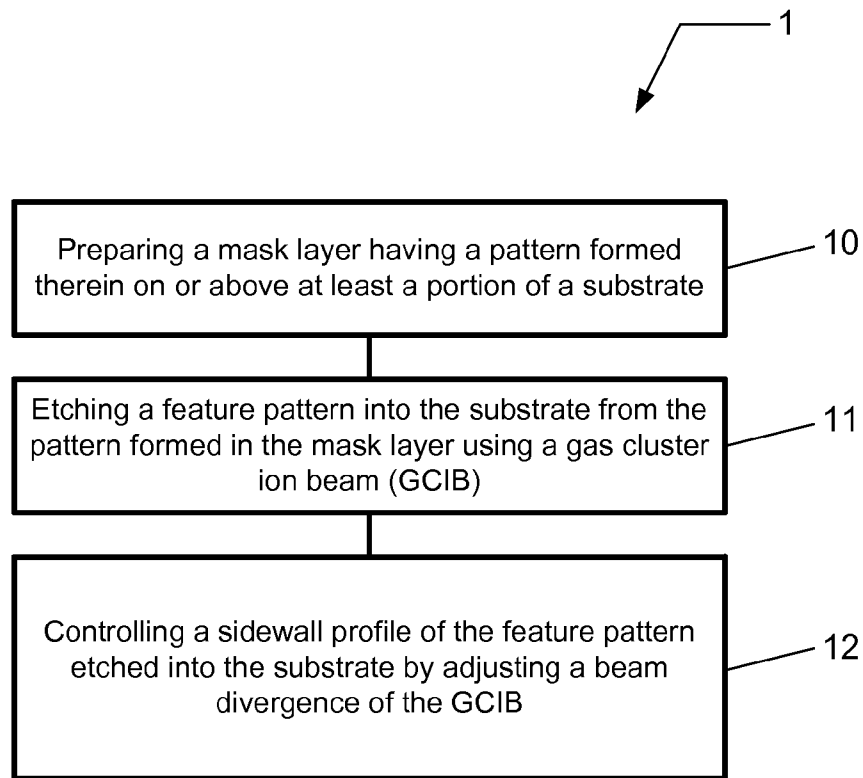 1
Preparing a mask layer having a pattern formed
therein on or above at least a portion of a substrate
10
Etching a feature pattern into the substrate from the
pattern formed in the mask layer using a gas cluster
ion beam (GCIB)
11
Controlling a sidewall profile of the feature pattern
etched into the substrate by adjusting a beam
divergence of the GCIB
12